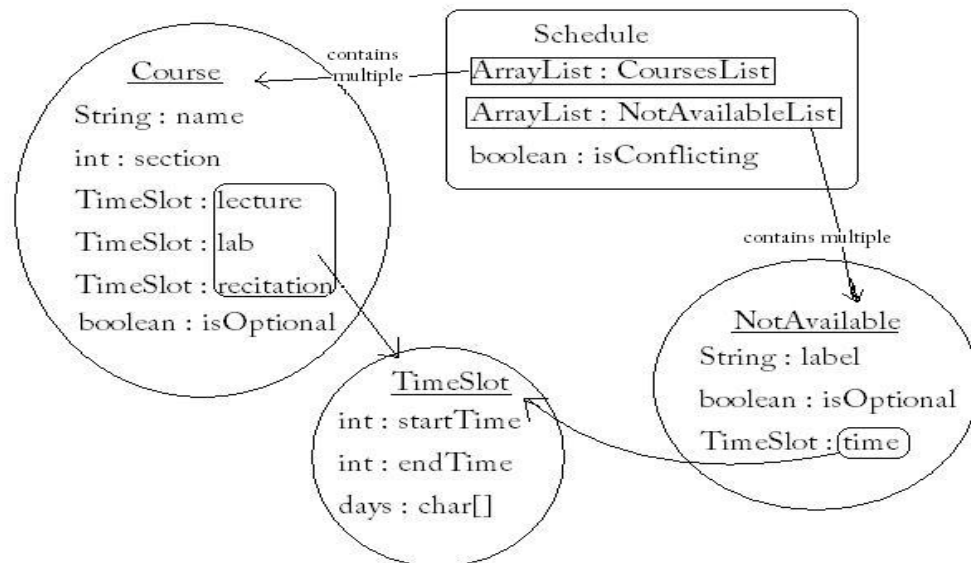 Schedule
ArrayList : CoursesList
ArrayList : NotAvailableList
boolean : isConflicting
contains
multiple
Course
String : name
int : section
TimeSlot : lecture
TimeSlot : lab
TimeSlot : recitation
boolean : isOptional
contains multiple
NotAvailable
String : label
boolean : isOptional
TimeSlot : time
TimeSlot
int : startTime
int : endTime
days : char[]